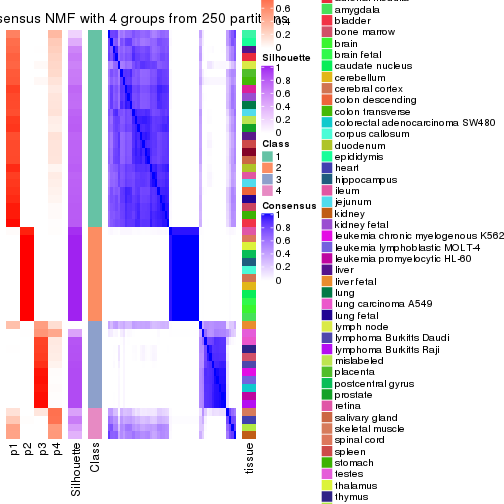 sensus NMF with 4 groups from 250 partitions
0.6
0.4
0.2
0
Silhouette
1
0.8
0.6
0.4
0.2
0
Class
1
2
3
4
Consensus
1
0.8
0.6
0.4
0.2
0
amygdala
bladder
bone marrow
brain
brain fetal
caudate nucleus
cerebellum
cerebral cortex
colon descending
colon transverse
colorectal adenocarcinoma SW480
corpus callosum
duodenum
epididymis
heart
hippocampus
ileum
jejunum
kidney
kidney fetal
leukemia chronic myelogenous K562
leukemia lymphoblastic MOLT-4
leukemia promyelocytic HL-60
liver
liver fetal
lung
lung carcinoma A549
lung fetal
lymph node
lymphoma Burkitts Daudi
lymphoma Burkitts Raji
mislabeled
placenta
postcentral gyrus
prostate
retina
salivary gland
skeletal muscle
spinal cord
spleen
stomach
testes
thalamus
thymus
p1
p2
p3
p4
Silhouette
Class
tissue